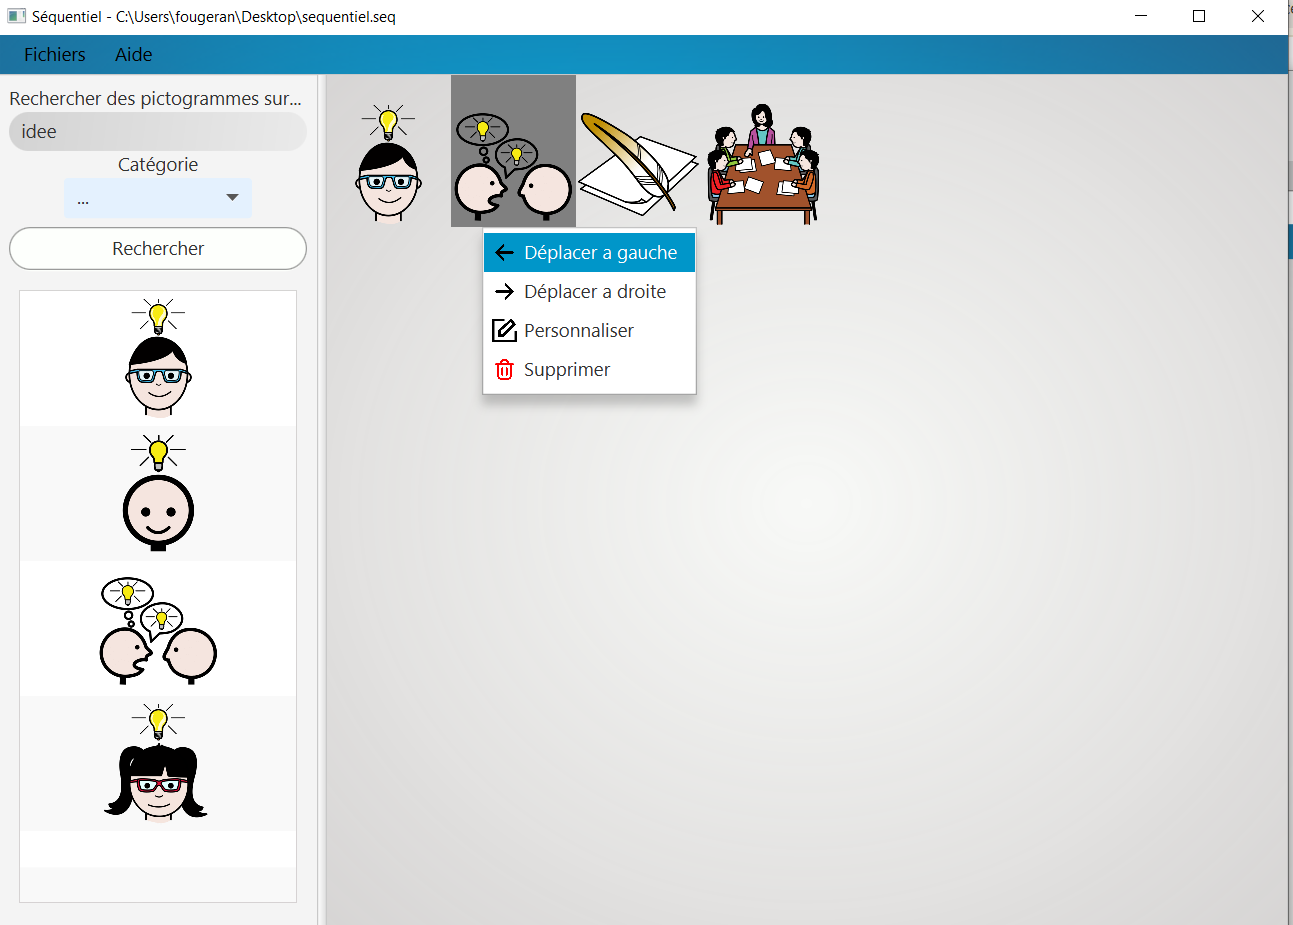 Séquentiel - C:\Users\fougeran\Desktop\sequentiel.seq
Fichiers Aide
Rechercher des pictogrammes sur...
idee
Catégorie
...
Rechercher
Déplacer a gauche
Déplacer a droite
Personnaliser
Supprimer